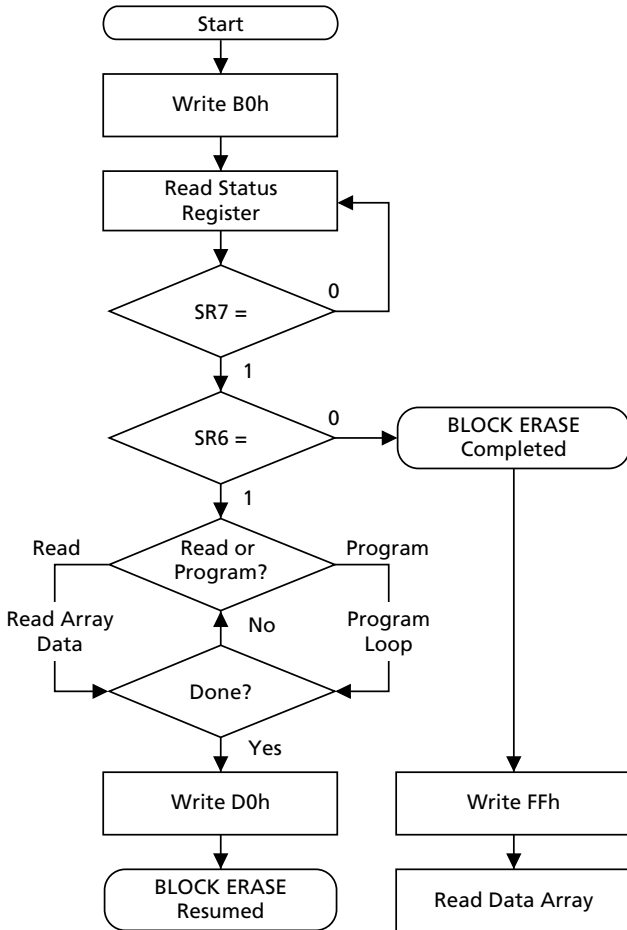 Start
Write B0h
Read Status
Register
0
SR7 =
1
0
SR6 =
BLOCK ERASE
Completed
1
Read
Read or
Program?
Program
Read Array
Data
No
Program
Loop
Done?
Yes
Write D0h
Write FFh
BLOCK ERASE
Resumed
Read Data Array